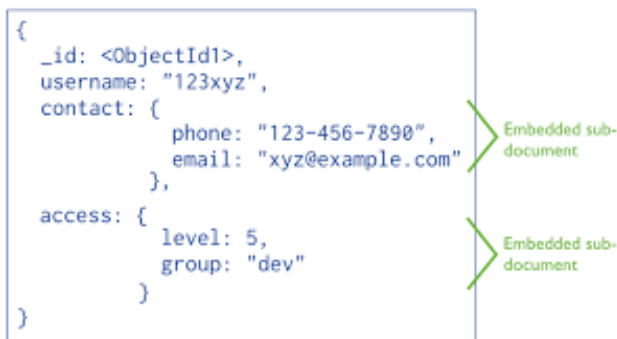 {
_id: <ObjectId1>,
username: "123xyz",
contact: {
phone: "123-456-7890",
email: "xyz@example.com"
},
Embedded sub-
document
access: {
level: 5,
group: "dev"
}
Embedded sub-
document
}